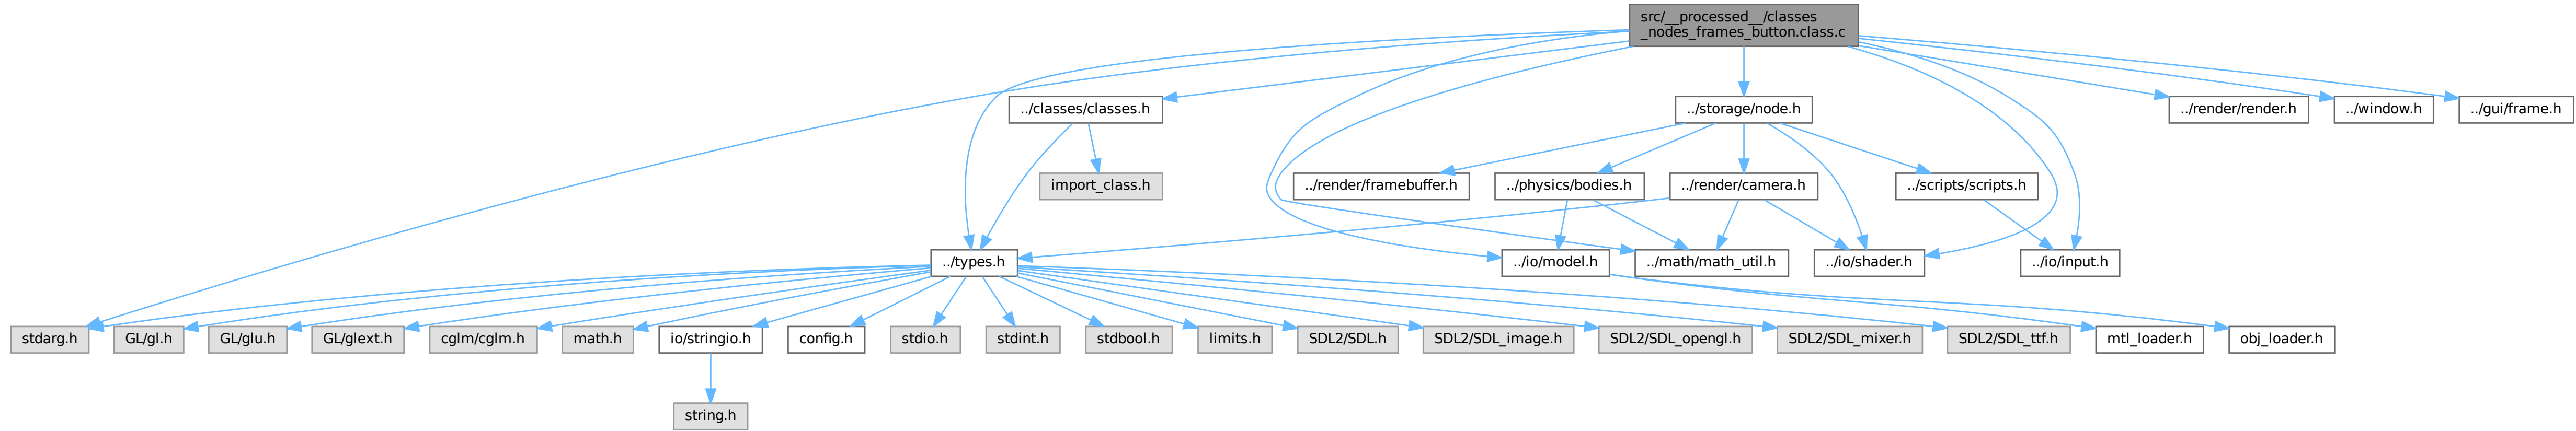 src/__processed__/classes
_nodes_frames_button.class.c
../classes/classes.h
../storage/node.h
../render/render.h
../window.h
../gui/frame.h
import_class.h
../render/framebuffer.h
../physics/bodies.h
../render/camera.h
../scripts/scripts.h
../types.h
../io/model.h
../math/math_util.h
../io/shader.h
../io/input.h
stdarg.h
GL/gl.h
GL/glu.h
GL/glext.h
cglm/cglm.h
math.h
io/stringio.h
config.h
stdio.h
stdint.h
stdbool.h
limits.h
SDL2/SDL.h
SDL2/SDL_image.h
SDL2/SDL_opengl.h
SDL2/SDL_mixer.h
SDL2/SDL_ttf.h
mtl_loader.h
obj_loader.h
string.h